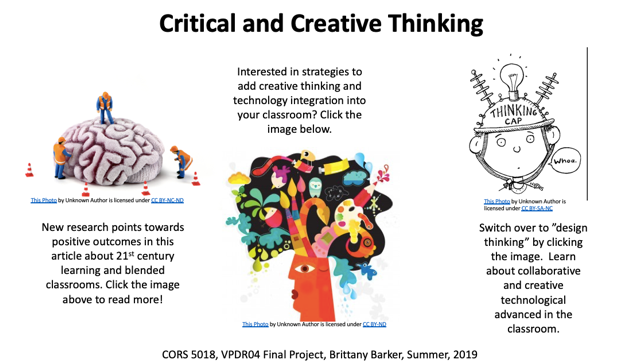 Critical and Creative Thinking
Interested in strategies to
add creative thinking and
technology integration into
your classroom? Click the
image below.
THINKING
CAP
Whoa.
This Photo by Unknown Author is licensed under CC BY-NC-ND
This Photo by Unknown Author is
licensed under CC BY-SA-NC
New research points towards
positive outcomes in this
article about 21st century
learning and blended
classrooms. Click the image
above to read more!
Switch over to "design
thinking" by clicking
the image. Learn
about collaborative
and creative
technological
advanced in the
classroom.
This Photo by Unknown Author is licensed under CC BY-ND
CORS 5018, VPDR04 Final Project, Brittany Barker, Summer, 2019